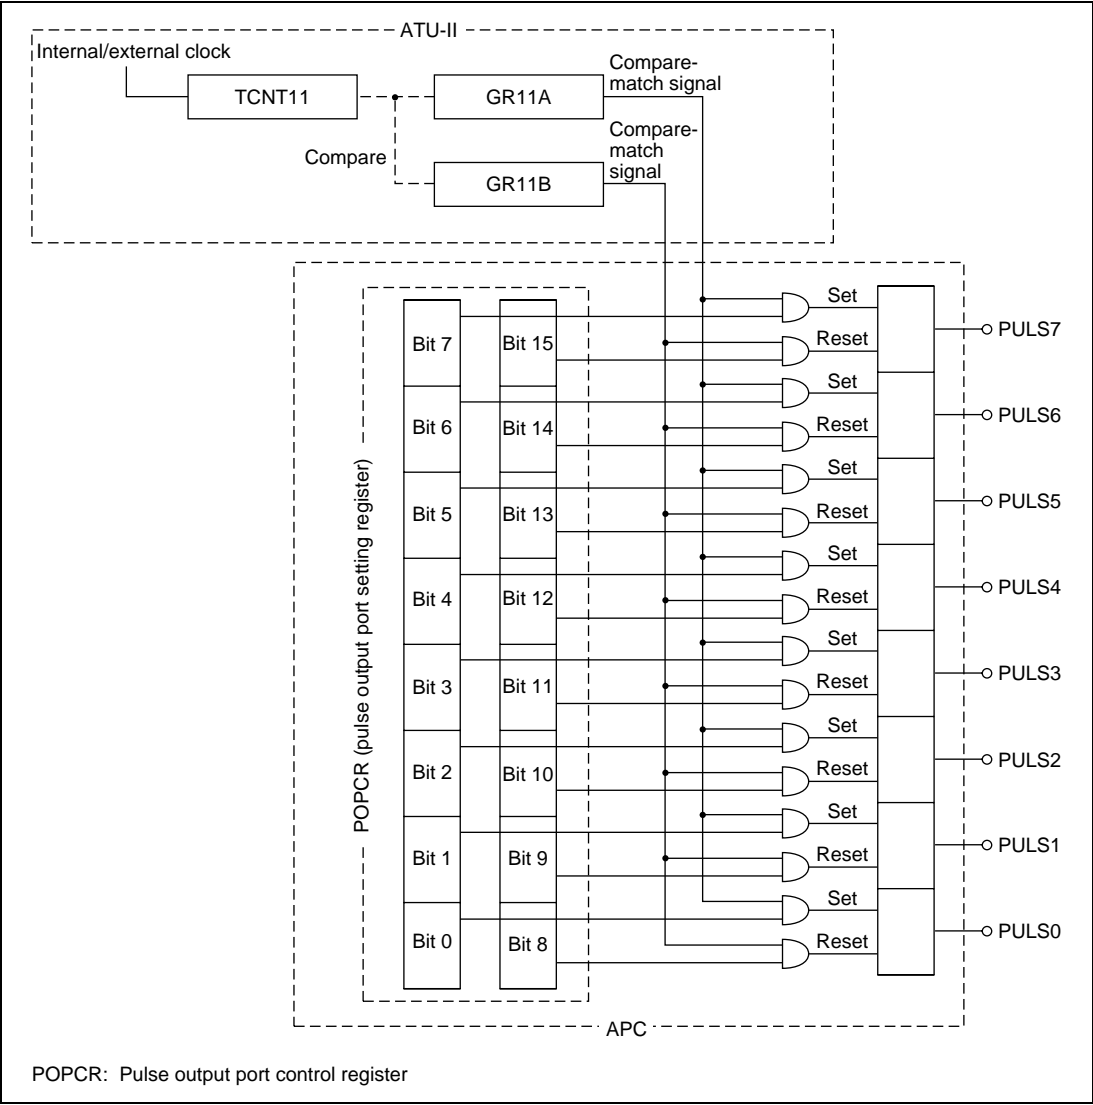 ATU-II
Internal/external clock
Compare-
match signal
TCNT11
GR11A
Compare-
match
signal
Compare
GR11B
POPCR (pulse output port setting register)
Bit 7
Bit 15
Set
Reset
PULS7
Bit 6
Bit 14
Set
Reset
PULS6
Bit 5
Bit 13
Set
Reset
PULS5
Bit 4
Bit 12
Set
Reset
PULS4
Bit 3
Bit 11
Set
Reset
PULS3
Bit 2
Bit 10
Set
Reset
PULS2
Bit 1
Bit 9
Set
Reset
PULS1
Bit 0
Bit 8
Set
Reset
PULS0
APC
POPCR: Pulse output port control register